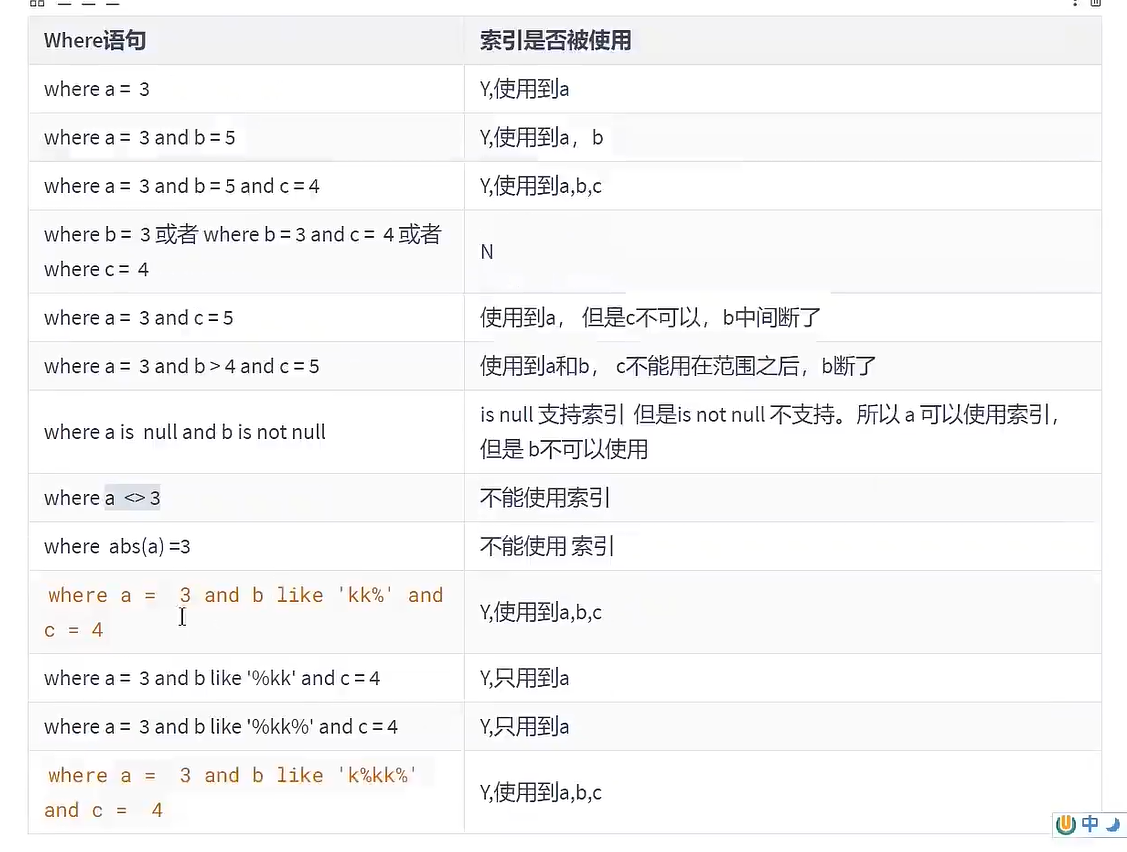 Where语句
索引是否被使用
where a = 3
Y,使用到a
where a = 3 and b = 5
Y,使用到a，b
where a = 3 and b = 5 and c = 4
Y,使用到a,b,c
where b = 3 或者 where b = 3 and c = 4 或者
where c = 4
N
where a = 3 and c = 5
使用到a， 但是c不可以，b中间断了
where a = 3 and b > 4 and c = 5
使用到a和b， c不能用在范围之后，b断了
where a is null and b is not null
is null 支持索引 但是is not null 不支持。所以 a 可以使用索引，
但是 b不可以使用
where a <> 3
不能使用索引
where abs(a) =3
不能使用 索引
where a = 3 and b like 'kk%' and
c = 4
Y,使用到a,b,c
where a = 3 and b like '%kk' and c = 4
Y,只用到a
where a = 3 and b like '%kk%' and c = 4
Y,只用到a
where a = 3 and b like 'k%kk%'
and c = 4
Y,使用到a,b,c
中